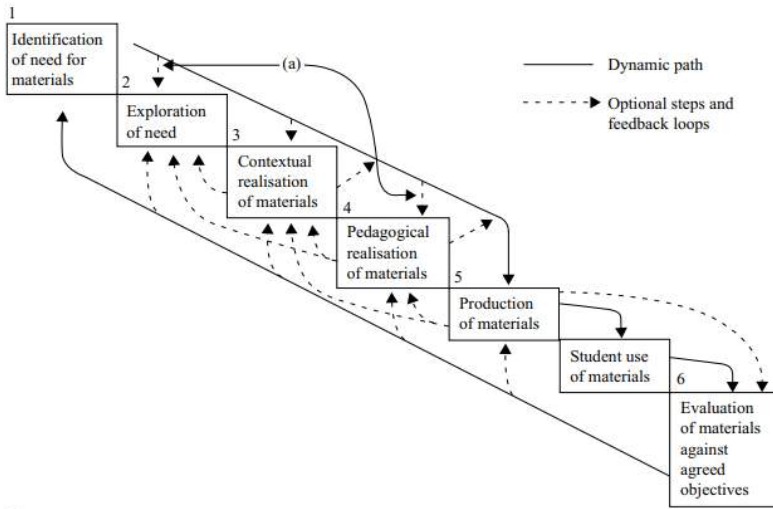 1
Identification
of need for
materials
2
Exploration
of need
3
Contextual
realisation
of materials
4
Pedagogical
realisation
of materials
5
Production
of materials
Student use
of materials
6
Evaluation
of materials
against
agreed
objectives
(a)
Dynamic path
Optional steps and
feedback loops